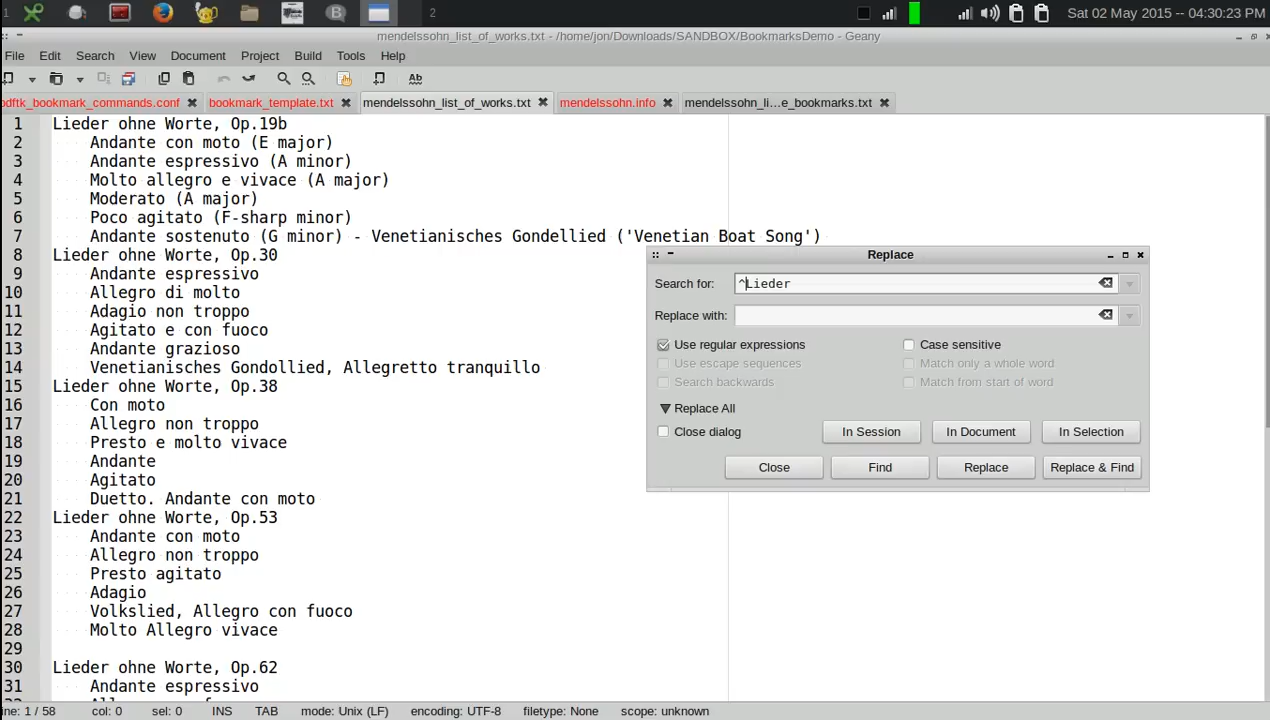 2
Sat 02 May 2015 -- 04:30:23 PM
mendelssohn_list_of_works.txt - /home/jon/Downloads/SANDBOX/BookmarksDemo - Geany
File Edit Search View Document Project Build Tools Help
pdftk_bookmark_commands.conf bookmark_template.txt mendelssohn_list_of_works.txt mendelssohn.info mendelssohn_li...e_bookmarks.txt
1 Lieder ohne Worte, Op.19b
2 Andante con moto (E major)
3 Andante espressivo (A minor)
4 Molto allegro e vivace (A major)
5 Moderato (A major)
6 Poco agitato (F-sharp minor)
7 Andante sostenuto (G minor) - Venetianisches Gondellied ('Venetian Boat Song')
8 Lieder ohne Worte, Op.30
9 Andante espressivo
10 Allegro di molto
11 Adagio non troppo
12 Agitato e con fuoco
13 Andante grazioso
14 Venetianisches Gondollied, Allegretto tranquillo
15 Lieder ohne Worte, Op.38
16 Con moto
17 Allegro non troppo
18 Presto e molto vivace
19 Andante
20 Agitato
21 Duetto. Andante con moto
22 Lieder ohne Worte, Op.53
23 Andante con moto
24 Allegro non troppo
25 Presto agitato
26 Adagio
27 Volkslied, Allegro con fuoco
28 Molto Allegro vivace
29
30 Lieder ohne Worte, Op.62
31 Andante espressivo
Replace
Search for: ^Lieder
Replace with:
Use regular expressions Case sensitive
Use escape sequences Match only a whole word
Search backwards Match from start of word
Replace All
Close dialog In Session In Document In Selection
Close Find Replace Replace & Find
ine: 1 / 58 col: 0 sel: 0 INS TAB mode: Unix (LF) encoding: UTF-8 filetype: None scope: unknown